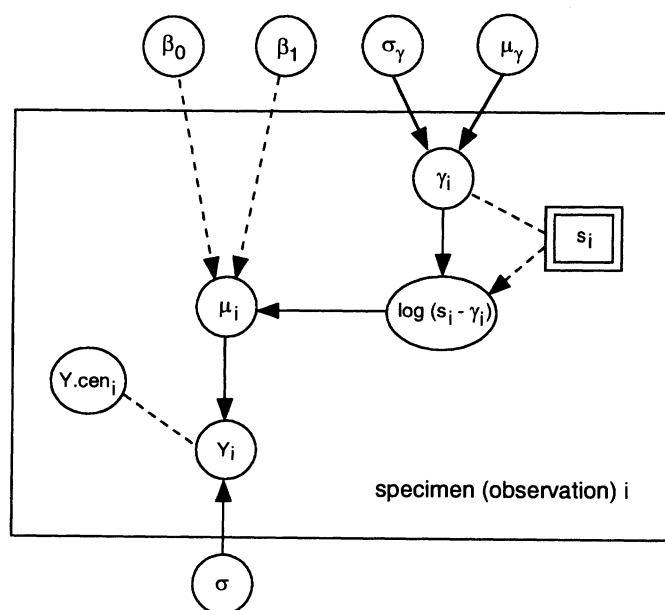 β₀ β₁ σᵧ μᵧ
γᵢ
sᵢ
μᵢ log (sᵢ - γᵢ)
Y.cenᵢ
Yᵢ
specimen (observation) i
σ